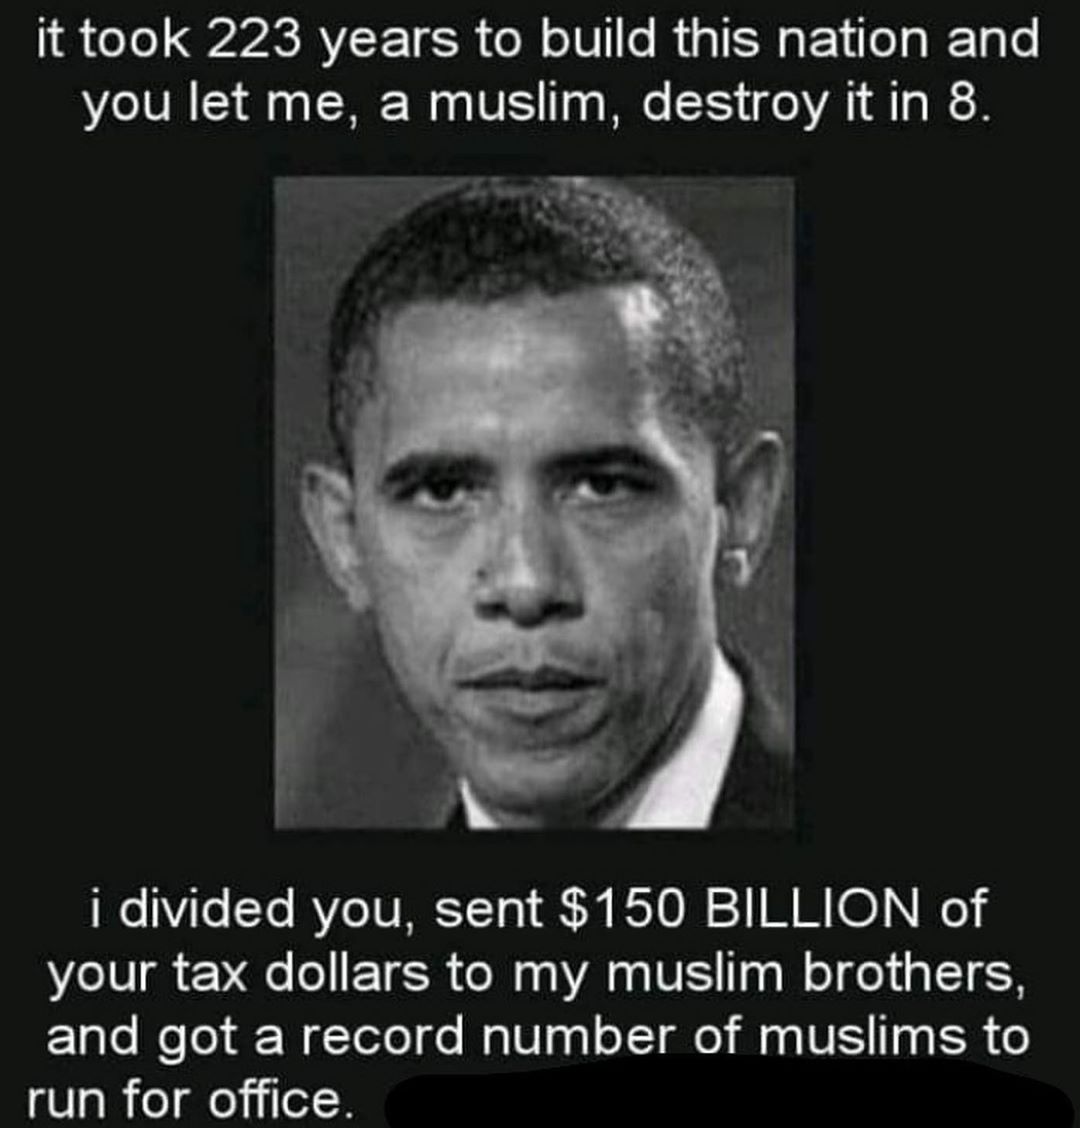 it took 223 years to build this nation and
you let me, a muslim, destroy it in 8.
i divided you, sent $150 BILLION of
your tax dollars to my muslim brothers,
and got a record number of muslims to
run for office.